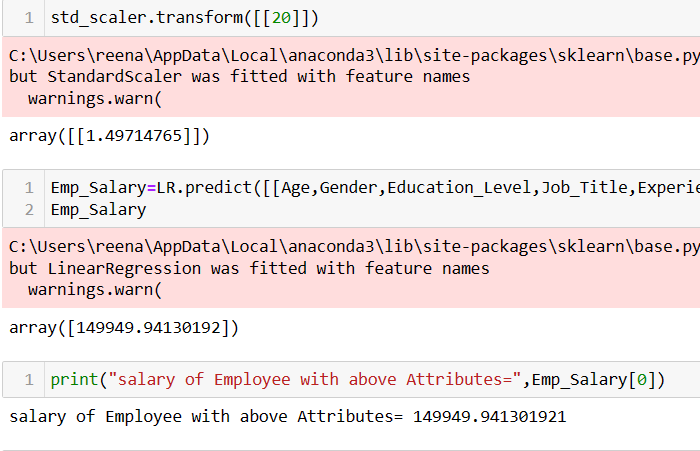 1 std_scaler.transform([[20]])
C:\Users\reena\AppData\Local\anaconda3\lib\site-packages\sklearn\base.py
but StandardScaler was fitted with feature names
warnings.warn(
array([[1.49714765]])
1 Emp_Salary=LR.predict([[Age,Gender,Education_Level,Job_Title,Experie
2 Emp_Salary
C:\Users\reena\AppData\Local\anaconda3\lib\site-packages\sklearn\base.py
but LinearRegression was fitted with feature names
warnings.warn(
array([149949.94130192])
1 print("salary of Employee with above Attributes=",Emp_Salary[0])
salary of Employee with above Attributes= 149949.941301921